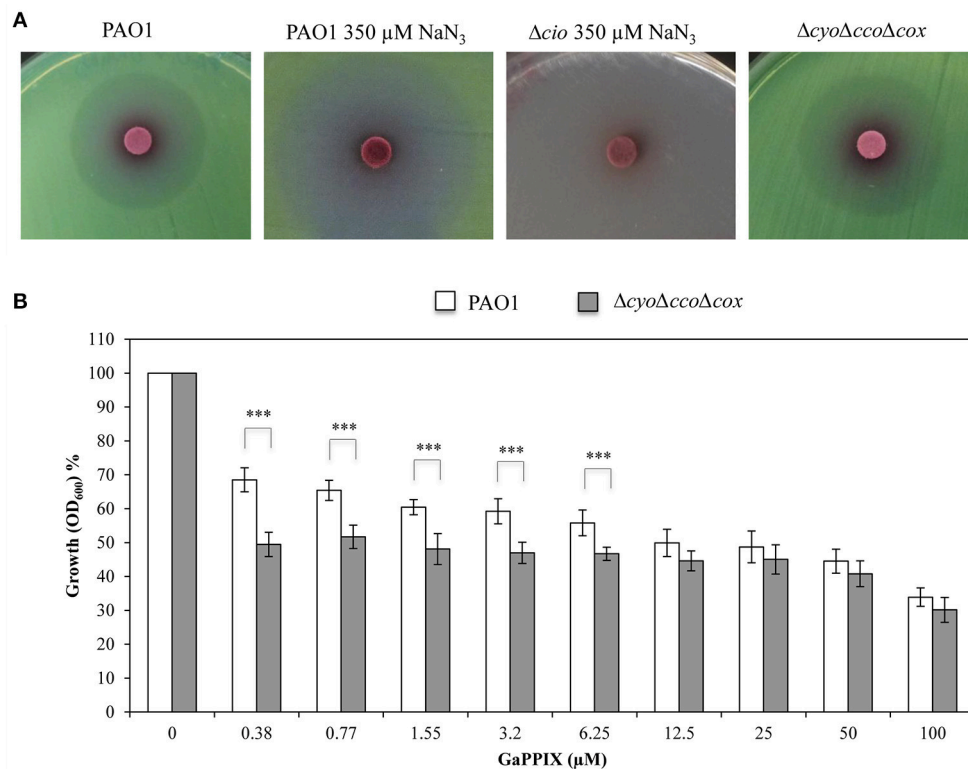 A
PAO1
PAO1 350 µM NaN3
Δcio 350 µM NaN3
ΔcyoΔccoΔcox
B
PAO1
ΔcyoΔccoΔcox
Growth (OD600) %
110
100
90
80
70
60
50
40
30
20
10
0
***
***
***
***
***
0
0.38
0.77
1.55
3.2
6.25
12.5
25
50
100
GaPPIX (µM)